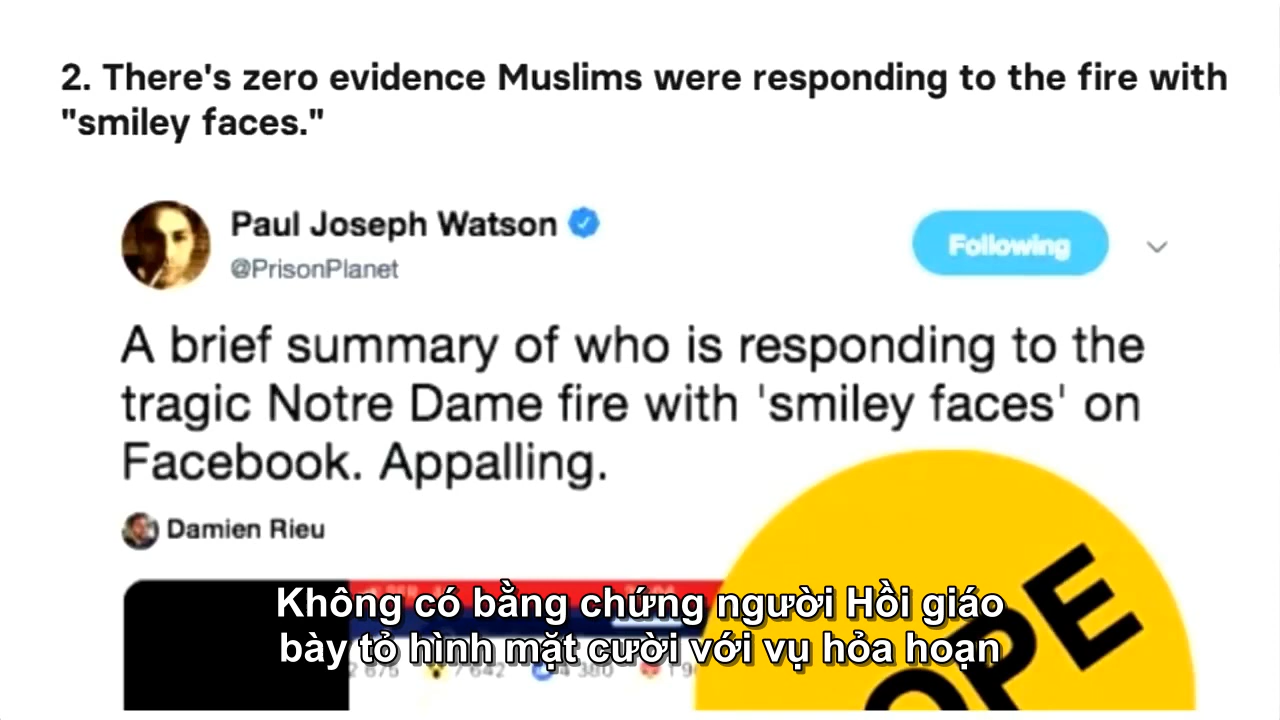 2. There's zero evidence Muslims were responding to the fire with
"smiley faces."
Paul Joseph Watson
@PrisonPlanet
Following
A brief summary of who is responding to the
tragic Notre Dame fire with 'smiley faces' on
Facebook. Appalling.
Damien Rieu
Không có bằng chứng người Hồi giáo
bày tỏ hình mặt cười với vụ hỏa hoạn